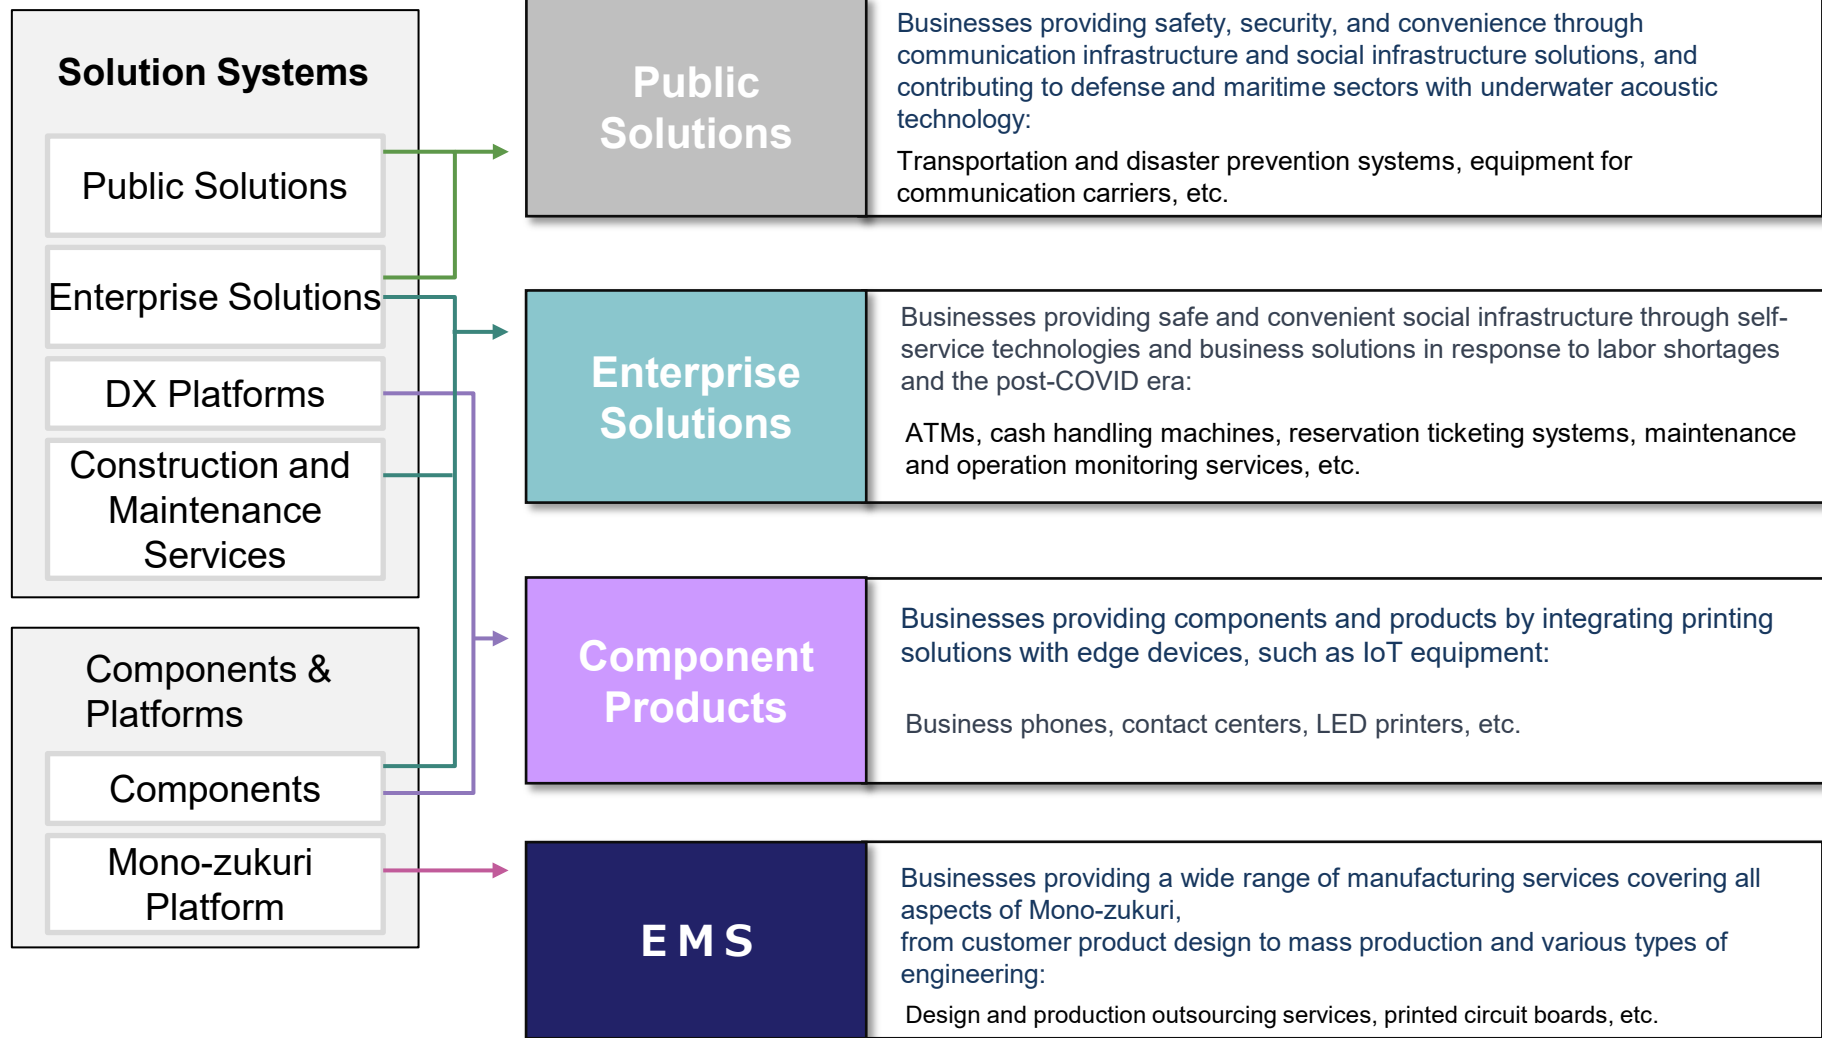 Solution Systems
Public Solutions
Enterprise Solutions
DX Platforms
Construction and
Maintenance
Services
Components &
Platforms
Components
Mono-zukuri
Platform
Public
Solutions
Businesses providing safety, security, and convenience through
communication infrastructure and social infrastructure solutions, and
contributing to defense and maritime sectors with underwater acoustic
technology:
Transportation and disaster prevention systems, equipment for
communication carriers, etc.
Enterprise
Solutions
Businesses providing safe and convenient social infrastructure through self-
service technologies and business solutions in response to labor shortages
and the post-COVID era:
ATMs, cash handling machines, reservation ticketing systems, maintenance
and operation monitoring services, etc.
Component
Products
Businesses providing components and products by integrating printing
solutions with edge devices, such as IoT equipment:
Business phones, contact centers, LED printers, etc.
EMS
Businesses providing a wide range of manufacturing services covering all
aspects of Mono-zukuri,
from customer product design to mass production and various types of
engineering:
Design and production outsourcing services, printed circuit boards, etc.